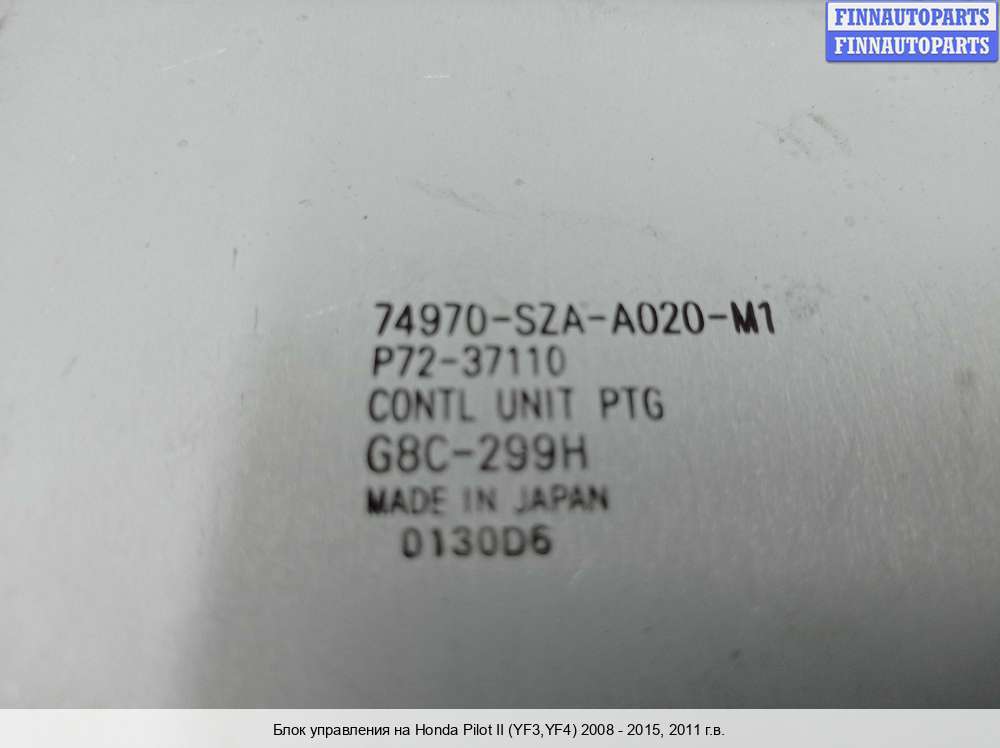 FINNAUTOPARTS
FINNAUTOPARTS
74970-SZA-A020-M1
P72-37110
CONTL UNIT PTG
G8C-299H
MADE IN JAPAN
0130D6
Блок управления на Honda Pilot II (YF3,YF4) 2008 - 2015, 2011 г.в.